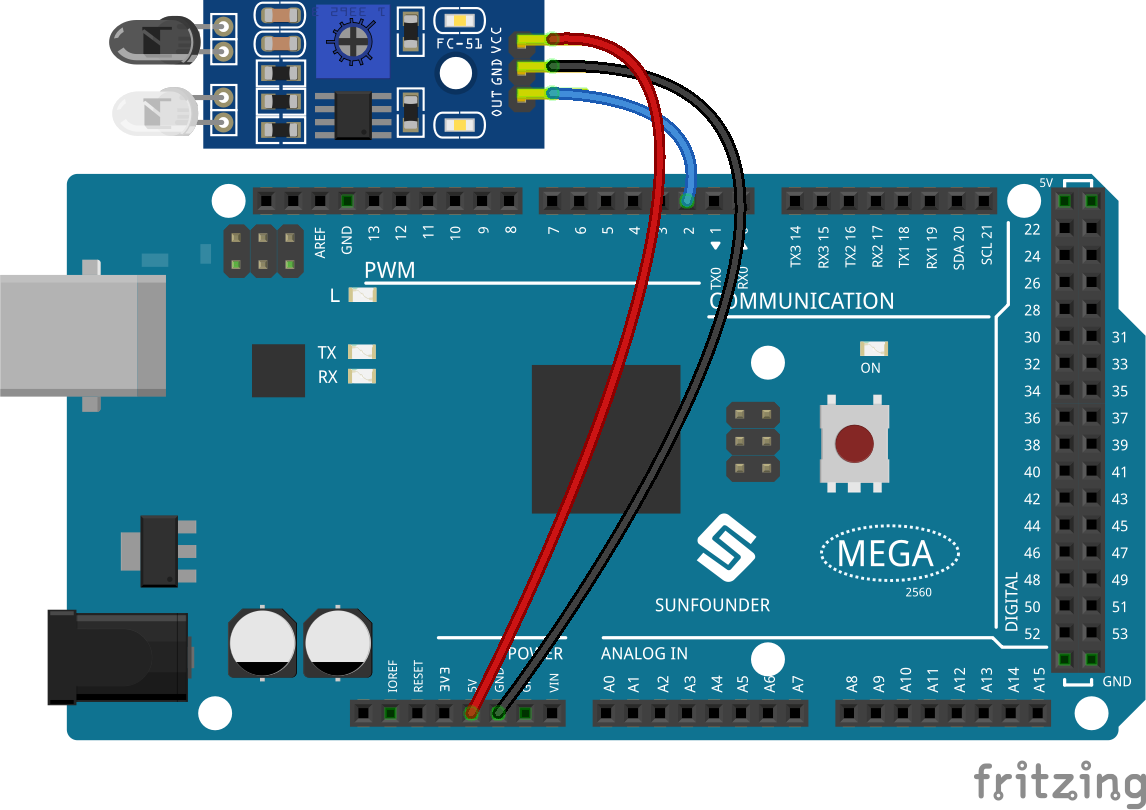 3 3296 T
FC-51
VCC
GND
OUT
AREF
GND
13
12
11
10
9
8
7
6
5
4
3
2
1
TX0
RX0
TX3 14
RX3 15
TX2 16
RX2 17
TX1 18
RX1 19
SDA 20
SCL 21
5V
PWM
COMMUNICATION
L
TX
RX
ON
22
24
26
28
30 31
32 33
34 35
36 37
38 39
40 41
42 43
44 45
46 47
48 49
50 51
52 53
DIGITAL
GND
MEGA
2560
SUNFOUNDER
POWER
ANALOG IN
IOREF
RESET
3V3
5V
GND
VIN
A0
A1
A2
A3
A4
A5
A6
A7
A8
A9
A10
A11
A12
A13
A14
A15
fritzing